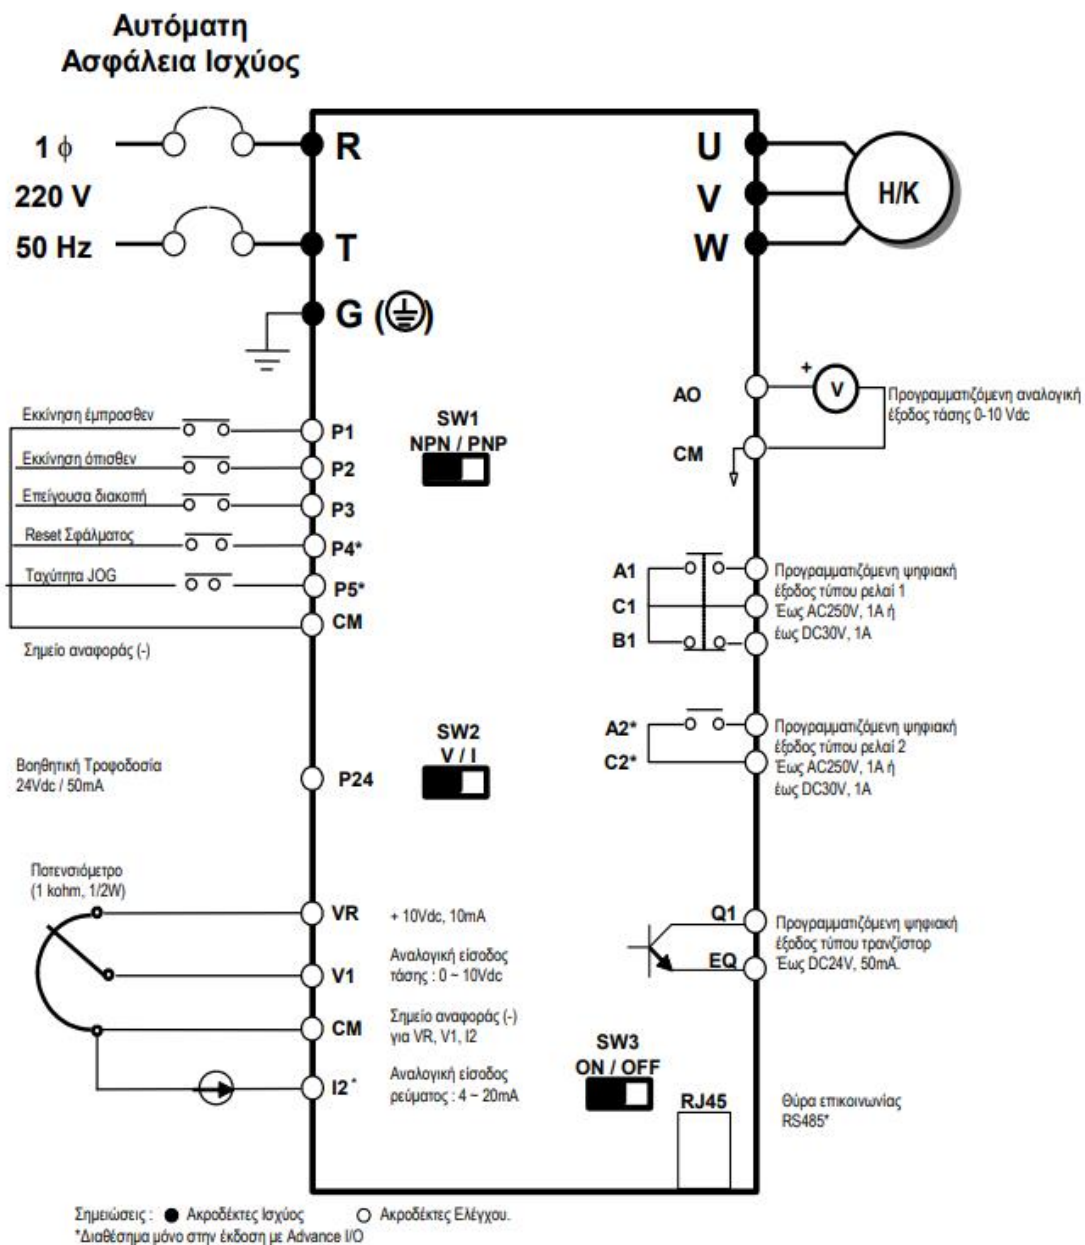 Αυτόματη
Ασφάλεια Ισχύος
1 ϕ
220 V
50 Hz
R
T
G ( )
U
V
W
H/K
Εκκίνηση έμπροσθεν
P1
Εκκίνηση όπισθεν
P2
Επείγουσα διακοπή
P3
Reset Σφάλματος
P4*
Ταχύτητα JOG
P5*
CM
Σημείο αναφοράς (-)
SW1
NPN / PNP
AO
+
V
Προγραμματιζόμενη αναλογική
έξοδος τάσης 0-10 Vdc
CM
A1
C1
B1
Προγραμματιζόμενη ψηφιακή
έξοδος τύπου ρελαί 1
Έως AC250V, 1A ή
έως DC30V, 1A
SW2
V / I
Βοηθητική Τροφοδοσία
24Vdc / 50mA
P24
A2*
C2*
Προγραμματιζόμενη ψηφιακή
έξοδος τύπου ρελαί 2
Έως AC250V, 1A ή
έως DC30V, 1A
Ποτενσιόμετρο
(1 kohm, 1/2W)
VR
+ 10Vdc, 10mA
V1
Αναλογική είσοδος
τάσης : 0 ~ 10Vdc
CM
Σημείο αναφοράς (-)
για VR, V1, I2
I2*
Αναλογική είσοδος
ρεύματος : 4 ~ 20mA
Q1
EQ
Προγραμματιζόμενη ψηφιακή
έξοδος τύπου τρανζίστορ
Έως DC24V, 50mA.
SW3
ON / OFF
RJ45
Θύρα επικοινωνίας
RS485*
Σημειώσεις : ● Ακροδέκτες Ισχύος ○ Ακροδέκτες Ελέγχου.
*Διαθέσημα μόνο στην έκδοση με Advance I/O